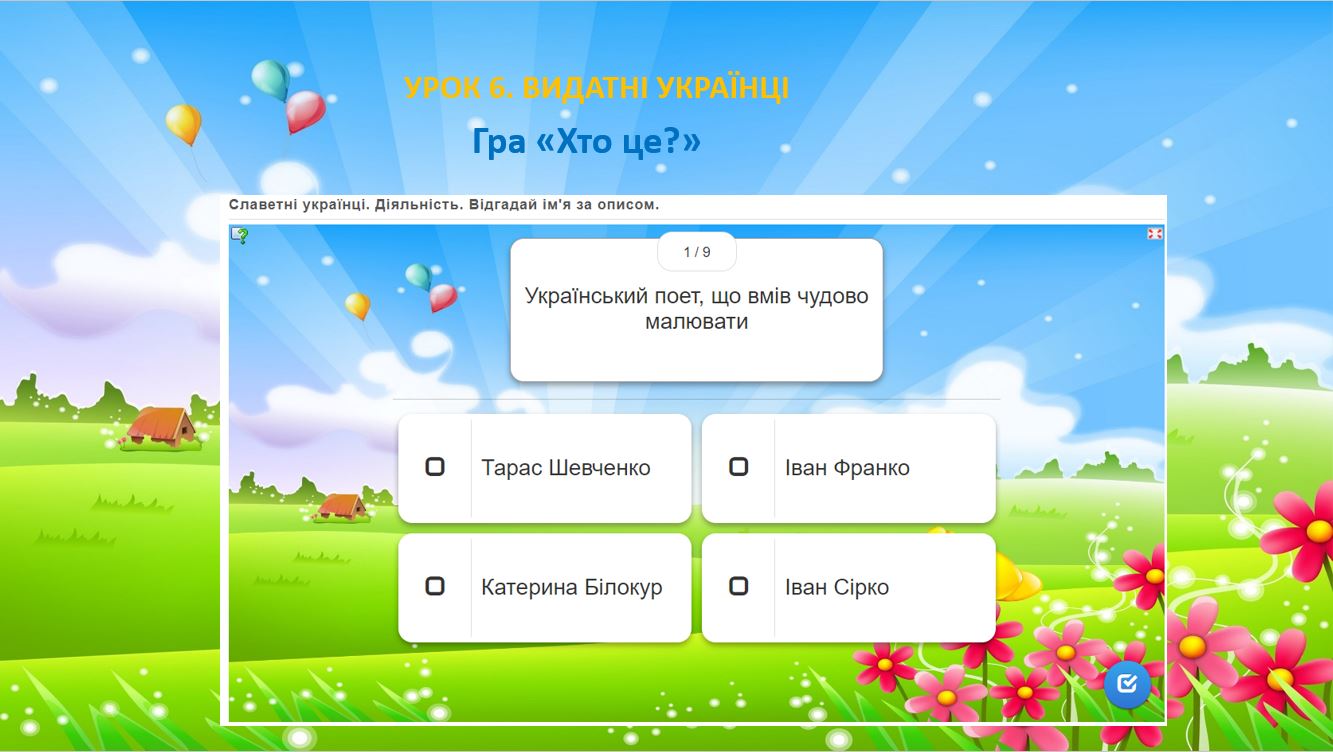 УРОК 6. ВИДАТНІ УКРАЇНЦІ
Гра «Хто це?»
Славетні українці. Діяльність. Відгадай ім'я за описом.
1 / 9
Український поет, що вмів чудово
малювати
Тарас Шевченко
Іван Франко
Катерина Білокур
Іван Сірко